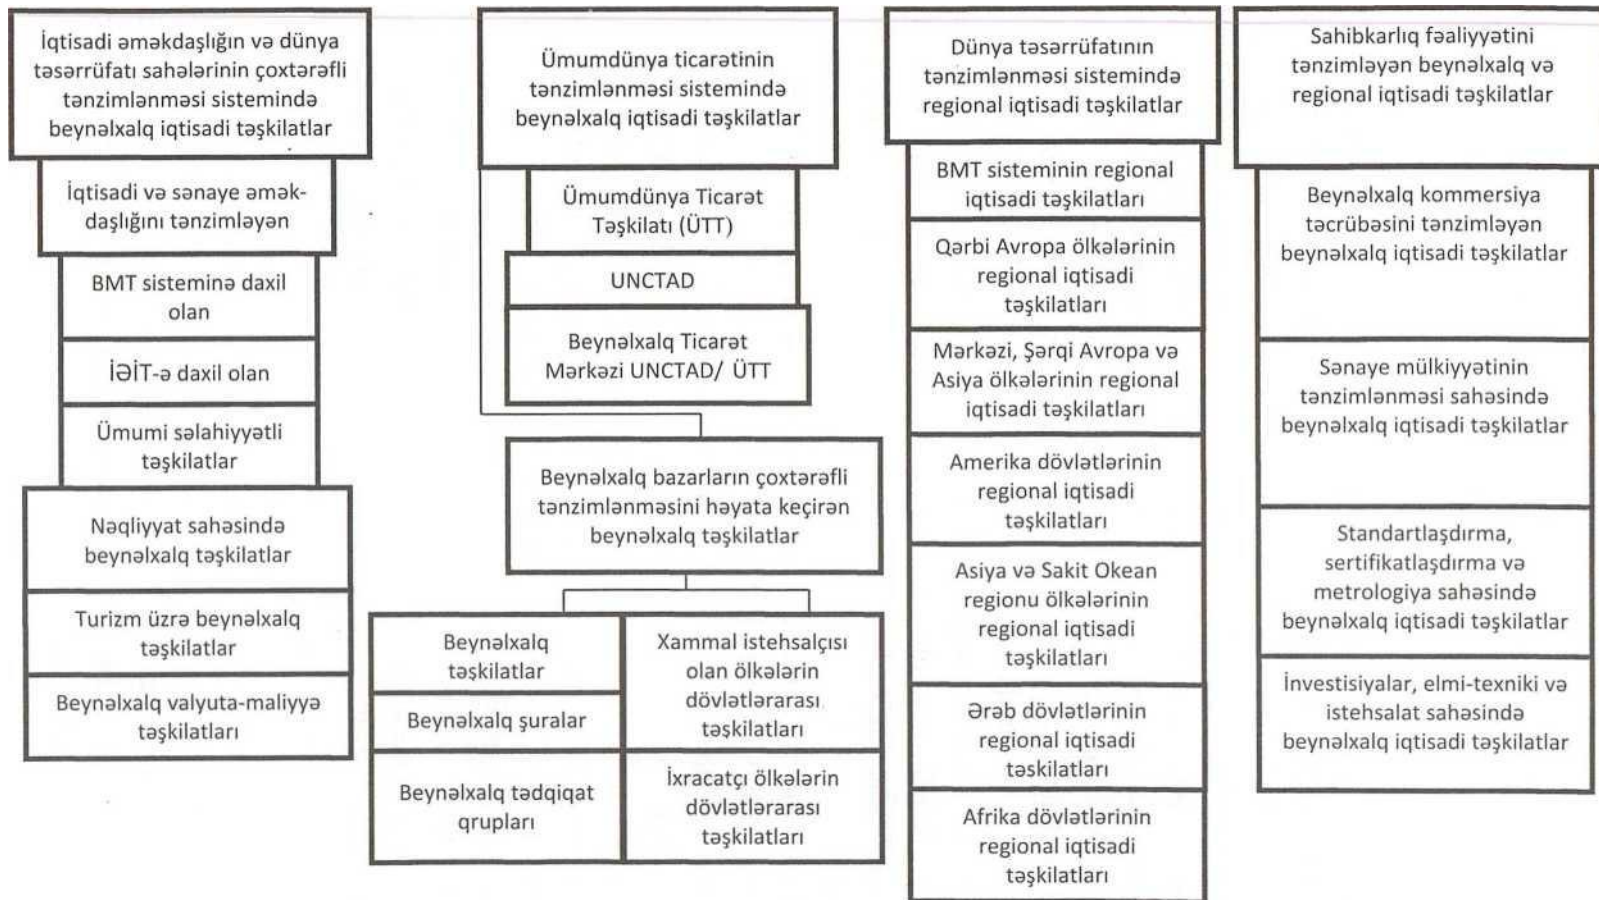 İqtisadi əməkdaşlığın və dünya
təsərrüfatı sahələrinin çoxtərəfli
tənzimlənməsi sistemində
beynəlxalq iqtisadi təşkilatlar
İqtisadi və sənaye əmək-
daşlığını tənzimləyən
BMT sisteminə daxil
olan
İƏİT-ə daxil olan
Ümumi səlahiyyətli
təşkilatlar
Nəqliyyat sahəsində
beynəlxalq təşkilatlar
Turizm üzrə beynəlxalq
təşkilatlar
Beynəlxalq valyuta-maliyyə
təşkilatları
Ümumdünya ticarətinin
tənzimlənməsi sistemində
beynəlxalq iqtisadi təşkilatlar
Ümumdünya Ticarət
Təşkilatı (ÜTT)
UNCTAD
Beynəlxalq Ticarət
Mərkəzi UNCTAD/ ÜTT
Beynəlxalq bazarların çoxtərəfli
tənzimlənməsini həyata keçirən
beynəlxalq təşkilatlar
Beynəlxalq
təşkilatlar
Beynəlxalq şuralar
Beynəlxalq tədqiqat
qrupları
Xammal istehsalçısı
olan ölkələrin
dövlətlərarası
təşkilatları
İxracatçı ölkələrin
dövlətlərarası
təşkilatları
Dünya təsərrüfatının
tənzimlənməsi sistemində
regional iqtisadi təşkilatlar
BMT sisteminin regional
iqtisadi təşkilatları
Qərbi Avropa ölkələrinin
regional iqtisadi
təşkilatları
Mərkəzi, Şərqi Avropa və
Asiya ölkələrinin regional
iqtisadi təşkilatları
Amerika dövlətlərinin
regional iqtisadi
təşkilatları
Asiya və Sakit Okean
regionu ölkələrinin
regional iqtisadi
təşkilatları
Ərəb dövlətlərinin
regional iqtisadi
təskilatları
Afrika dövlətlərinin
regional iqtisadi
təşkilatları
Sahibkarlıq fəaliyyətini
tənzimləyən beynəlxalq və
regional iqtisadi təşkilatlar
Beynəlxalq kommersiya
təcrübəsini tənzimləyən
beynəlxalq iqtisadi təşkilatlar
Sənaye mülkiyyətinin
tənzimlənməsi sahəsində
beynəlxalq iqtisadi təşkilatlar
Standartlaşdırma,
sertifikatlaşdırma və
metrologiya sahəsində
beynəlxalq iqtisadi təşkilatlar
İnvestisiyalar, elmi-texniki və
istehsalat sahəsində
beynəlxalq iqtisadi təşkilatlar